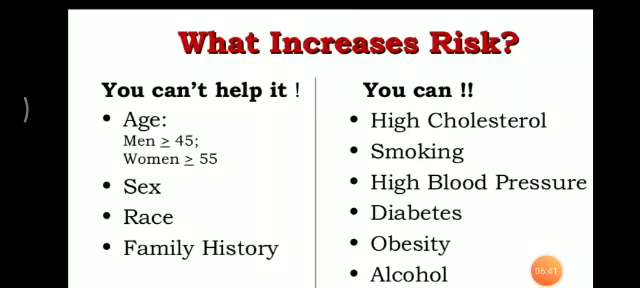 What Increases Risk?
You can't help it !
• Age:
Men ≥ 45;
Women ≥ 55
• Sex
• Race
• Family History
You can !!
• High Cholesterol
• Smoking
• High Blood Pressure
• Diabetes
• Obesity
• Alcohol
06:41